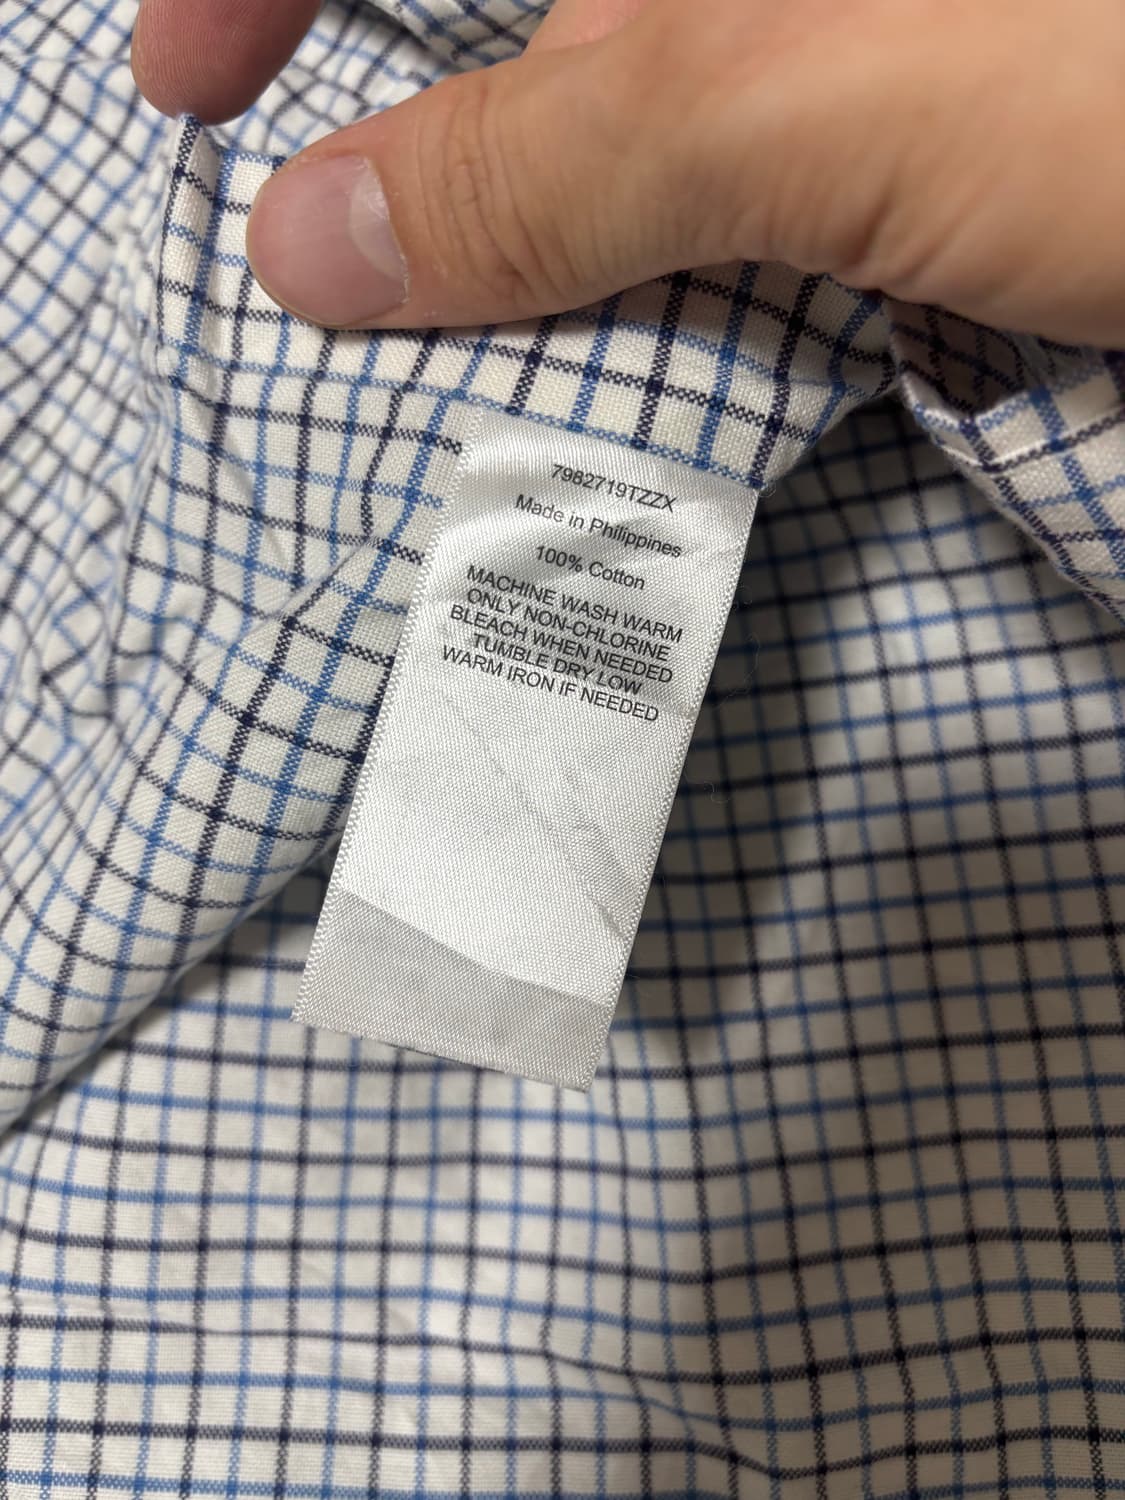 7982719TZZX
Made in Philippines
100% Cotton
MACHINE WASH WARM
ONLY NON-CHLORINE
BLEACH WHEN NEEDED
TUMBLE DRY LOW
WARM IRON IF NEEDED